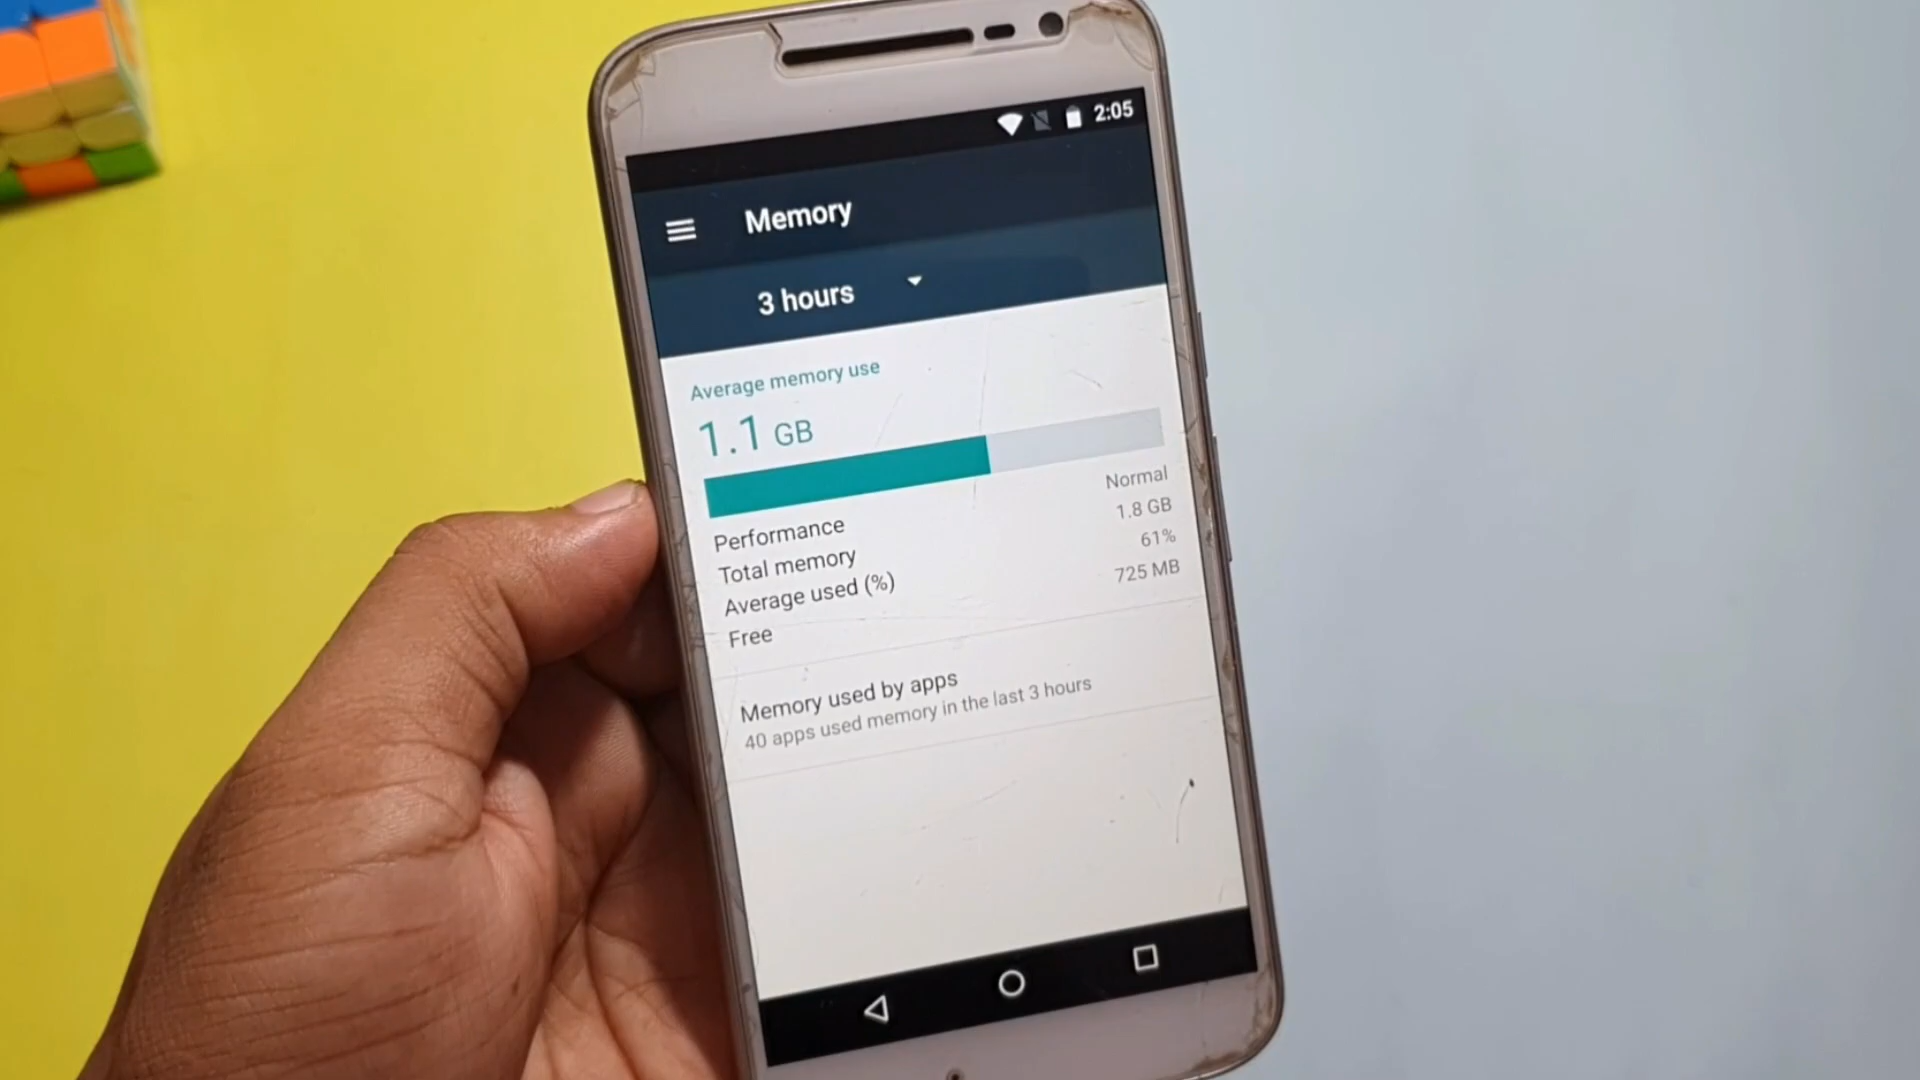 2:05
Memory
3 hours
Average memory use
1.1 GB
Performance Normal
Total memory 1.8 GB
Average used (%) 61%
Free 725 MB
Memory used by apps
40 apps used memory in the last 3 hours